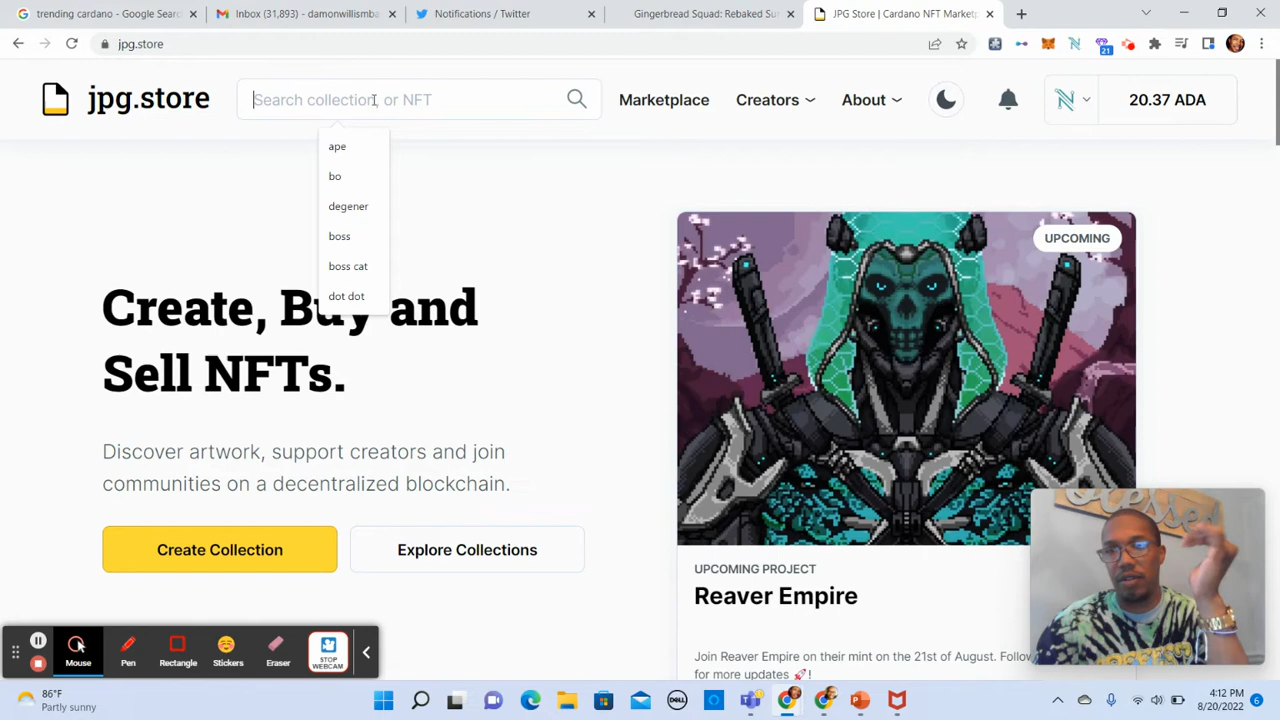 trending cardano - Google Searc
Inbox (31,893) - damonwillismba
Notifications / Twitter
Gingerbread Squad: Rebaked Su
JPG Store | Cardano NFT Market
jpg.store
21
jpg.store
Search collection, or NFT
Marketplace
Creators
About
20.37 ADA
ape
bo
degener
boss
boss cat
dot dot
UPCOMING
Create, Buy and
Sell NFTs.
Discover artwork, support creators and join
communities on a decentralized blockchain.
Create Collection
Explore Collections
UPCOMING PROJECT
Reaver Empire
Join Reaver Empire on their mint on the 21st of August. Follow
for more updates 🚀!
Mouse
Pen
Rectangle
Stickers
Eraser
STOP
WEBCAM
86°F
Partly sunny
DELL
4:12 PM
8/20/2022
6